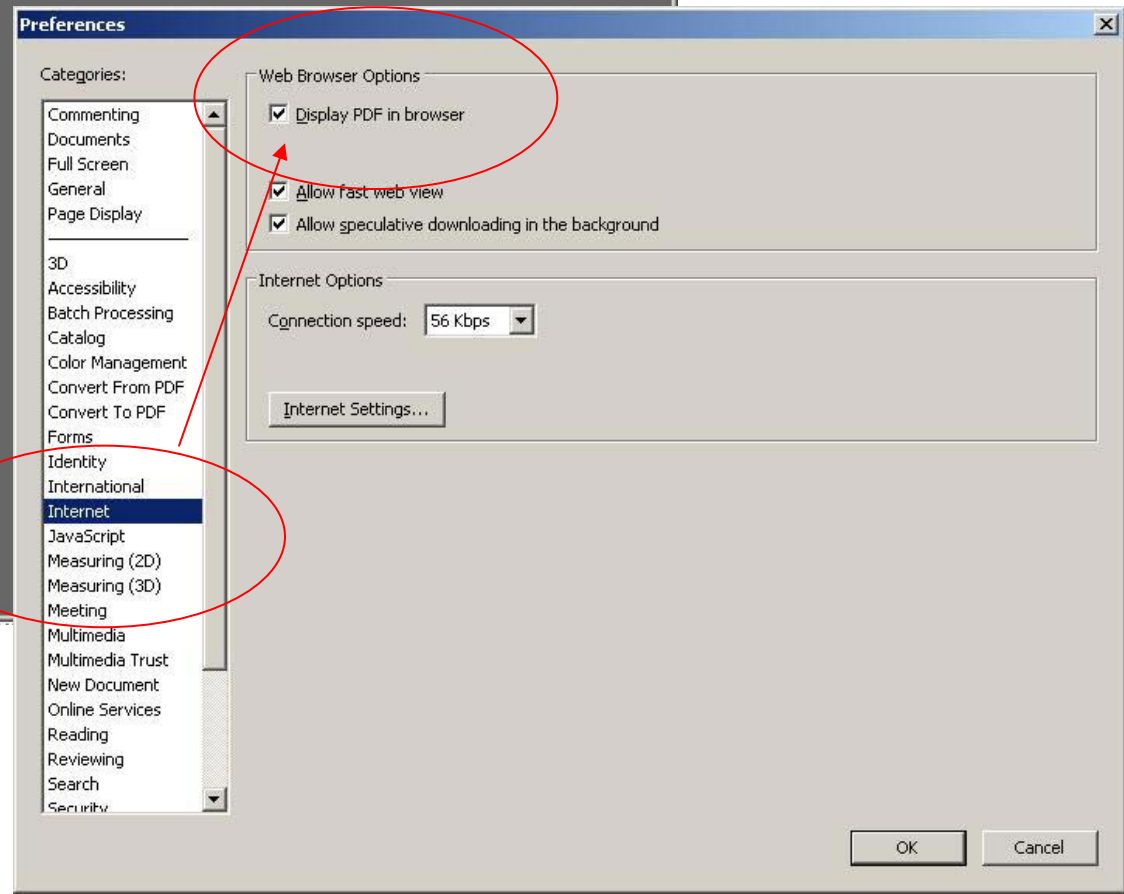 Preferences
Categories:
Commenting
Documents
Full Screen
General
Page Display
3D
Accessibility
Batch Processing
Catalog
Color Management
Convert From PDF
Convert To PDF
Forms
Identity
International
Internet
JavaScript
Measuring (2D)
Measuring (3D)
Meeting
Multimedia
Multimedia Trust
New Document
Online Services
Reading
Reviewing
Search
Security
Web Browser Options
Display PDF in browser
Allow fast web view
Allow speculative downloading in the background
Internet Options
Connection speed: 56 Kbps
Internet Settings...
OK Cancel